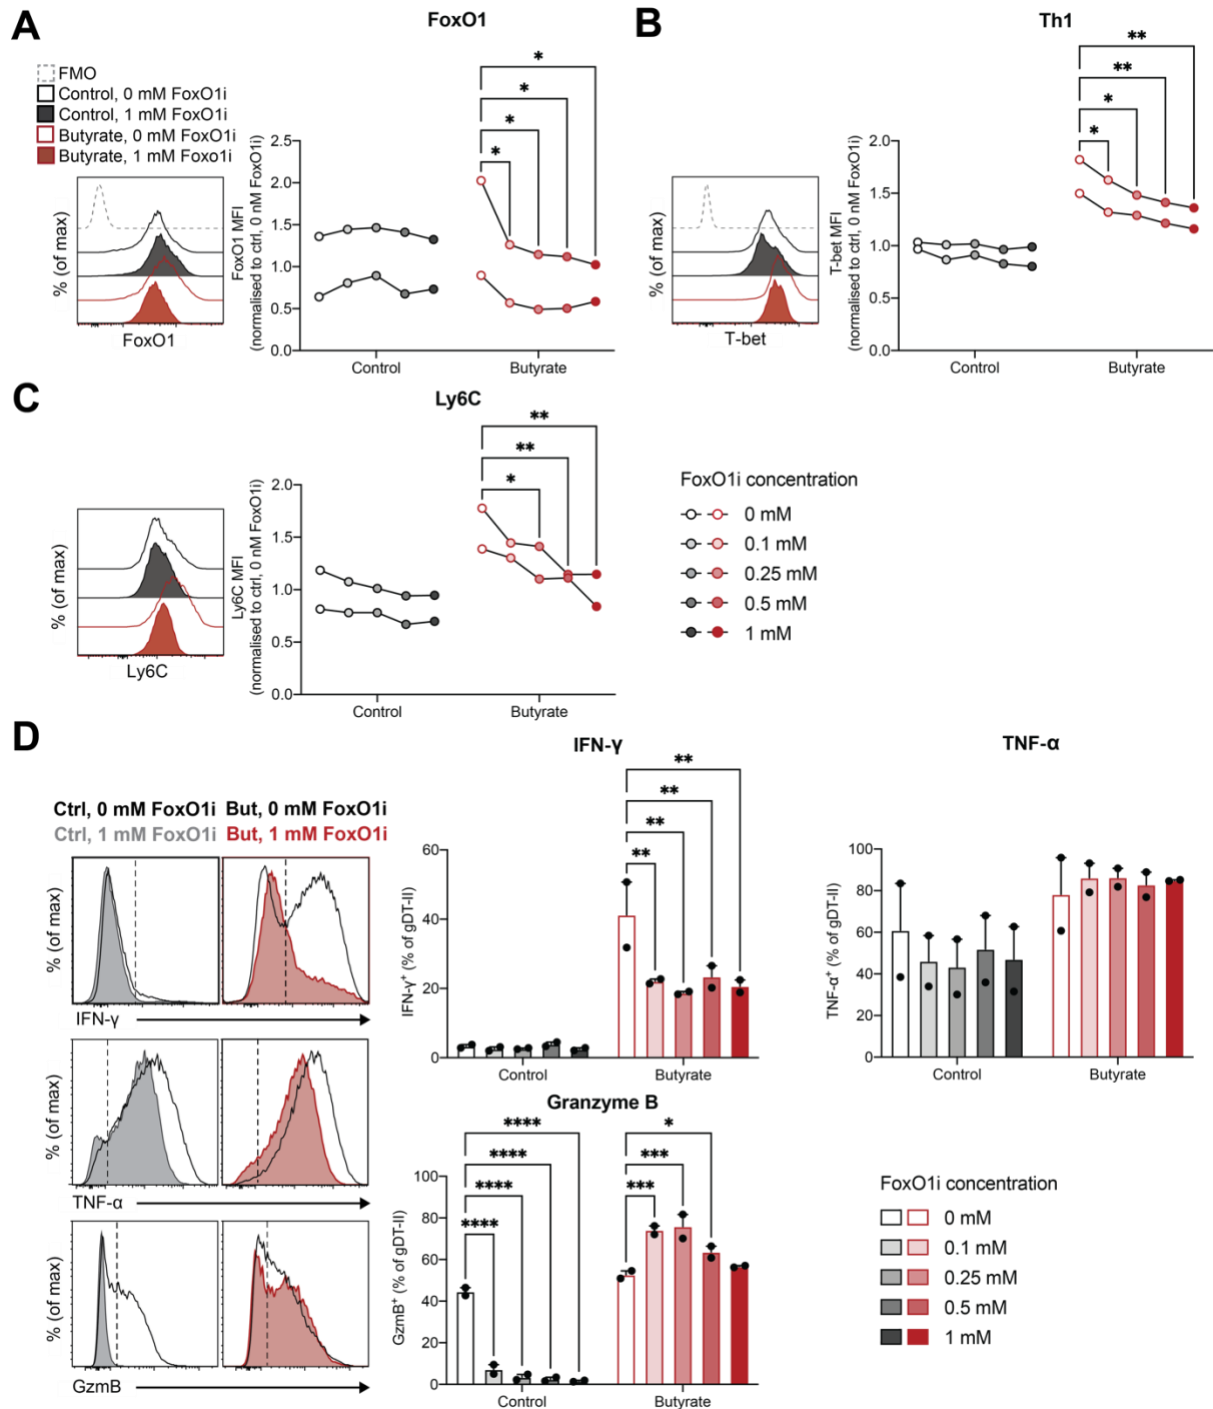 A
FoxO1
FMO
Control, 0 mM FoxO1i
Control, 1 mM FoxO1i
Butyrate, 0 mM FoxO1i
Butyrate, 1 mM Foxo1i
% (of max)
FoxO1
FoxO1 MFI
(normalised to ctrl, 0 nM FoxO1i)
2.5
2.0
1.5
1.0
0.5
0.0
*
*
*
*
Control
Butyrate
B
Th1
% (of max)
T-bet
T-bet MFI
(normalised to ctrl, 0 nM FoxO1i)
2.0
1.5
1.0
0.5
0.0
**
**
*
*
Control
Butyrate
C
Ly6C
% (of max)
Ly6C
Ly6C MFI
(normalised to ctrl, 0 nM FoxO1i)
2.0
1.5
1.0
0.5
0.0
**
**
*
Control
Butyrate
FoxO1i concentration
0 mM
0.1 mM
0.25 mM
0.5 mM
1 mM
D
Ctrl, 0 mM FoxO1i
Ctrl, 1 mM FoxO1i
But, 0 mM FoxO1i
But, 1 mM FoxO1i
% (of max)
IFN-γ
% (of max)
TNF-α
% (of max)
GzmB
IFN-γ
IFN-γ+ (% of gDT-II)
60
40
20
0
**
**
**
**
Control
Butyrate
TNF-α
TNF-α+ (% of gDT-II)
100
80
60
40
20
0
Control
Butyrate
Granzyme B
GzmB+ (% of gDT-II)
100
80
60
40
20
0
****
****
****
****
*
***
***
Control
Butyrate
FoxO1i concentration
0 mM
0.1 mM
0.25 mM
0.5 mM
1 mM